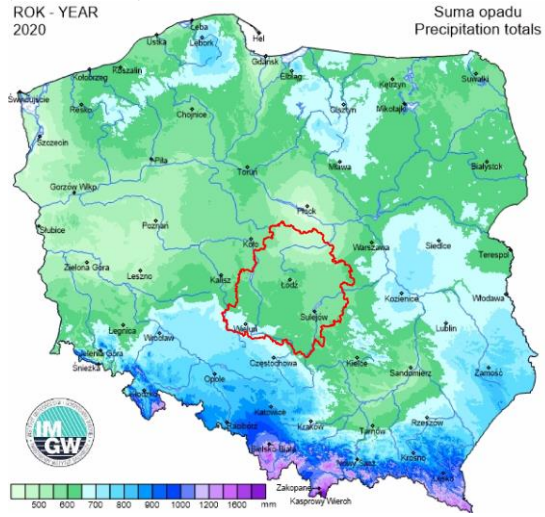 ROK - YEAR
2020
Suma opadu
Precipitation totals
Łeba
Hel
Ustka
Lębork
Gdańsk
Suwałki
Koszalin
Kołobrzeg
Elbląg
Kętrzyn
Świnoujście
Resko
Chojnice
Olsztyn
Mikołajki
Szczecin
Piła
Toruń
Mława
Białystok
Gorzów Wlkp.
Płock
Słubice
Poznań
Koło
Warszawa
Siedlce
Terespol
Zielona Góra
Leszno
Kalisz
Łódź
Kozienice
Włodawa
Sulejów
Legnica
Wrocław
Wieluń
Lublin
Jelenia Góra
Częstochowa
Kielce
Śnieżka
Opole
Sandomierz
Zamość
Kłodzko
Katowice
Racibórz
Kraków
Rzeszów
Tarnów
IM
GW
Bielsko-Biała
Nowy Sącz
Krosno
Lesko
Zakopane
Kasprowy Wierch
500 600 700 800 900 1000 1200 1600 mm